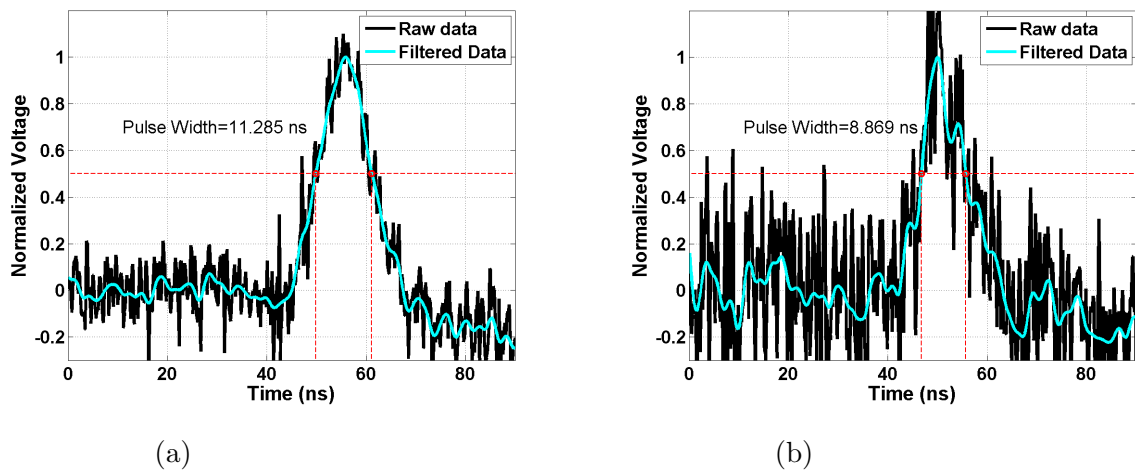 Raw data
Filtered Data
Pulse Width=11.285 ns
Normalized Voltage
1
0.8
0.6
0.4
0.2
0
-0.2
0
20
40
60
80
Time (ns)
(a)
Raw data
Filtered Data
Pulse Width=8.869 ns
Normalized Voltage
1
0.8
0.6
0.4
0.2
0
-0.2
0
20
40
60
80
Time (ns)
(b)